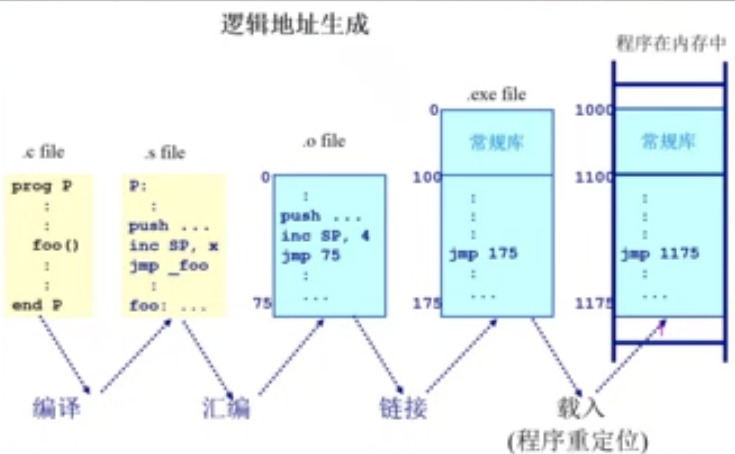 逻辑地址生成
程序在内存中
.c file
prog P
:
:
foo()
:
:
end P
.s file
P:
:
push ...
inc SP, x
jmp _foo
:
foo: ...
.o file
0
:
push ...
inc SP, 4
jmp 75
:
...
75
.exe file
0
常规库
100
:
:
:
jmp 175
:
...
175
1000
常规库
1100
:
:
:
jmp 1175
:
...
1175
编译
汇编
链接
载入
(程序重定位)